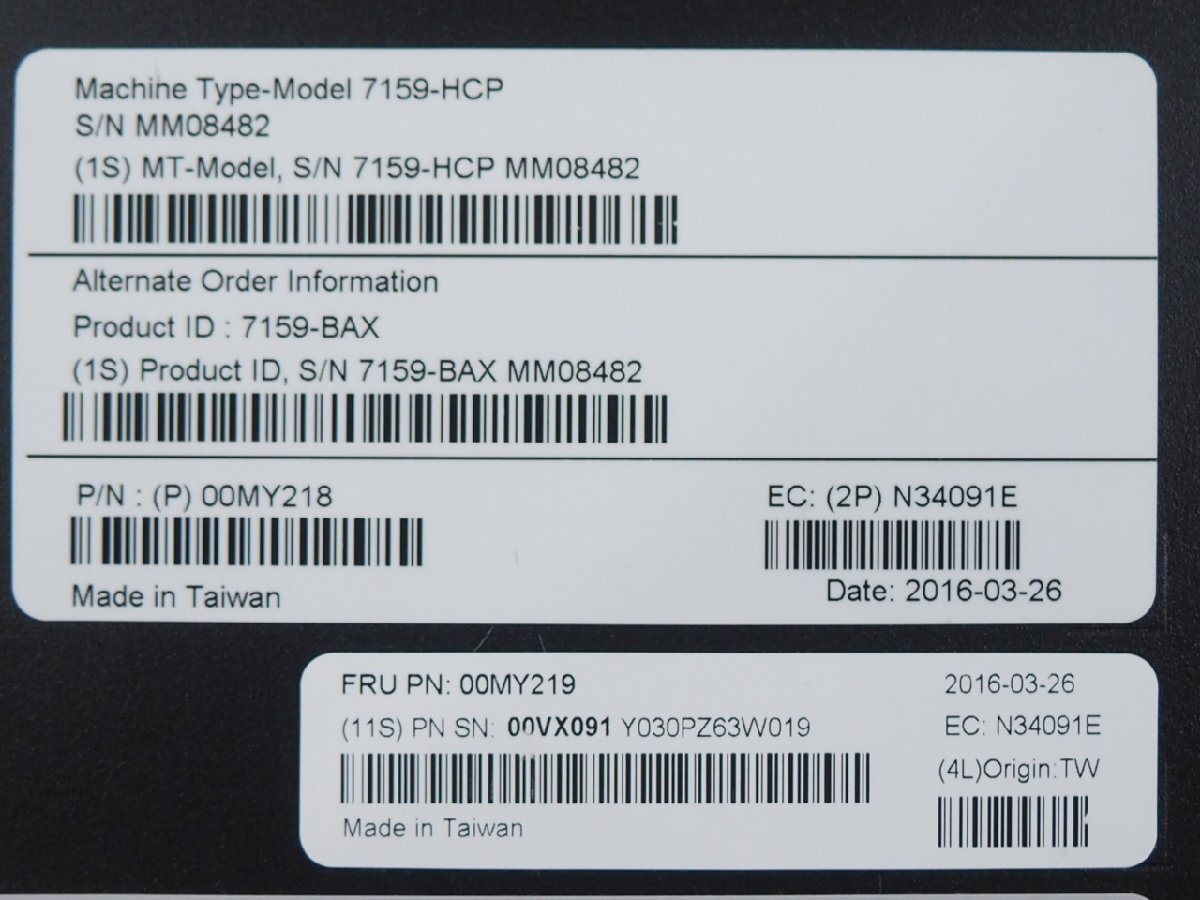 Machine Type-Model 7159-HCP
S/N MM08482
(1S) MT-Model, S/N 7159-HCP MM08482
Alternate Order Information
Product ID : 7159-BAX
(1S) Product ID, S/N 7159-BAX MM08482
P/N : (P) 00MY218
EC: (2P) N34091E
Made in Taiwan
Date: 2016-03-26
FRU PN: 00MY219
2016-03-26
(11S) PN SN: 00VX091 Y030PZ63W019
EC: N34091E
(4L)Origin:TW
Made in Taiwan